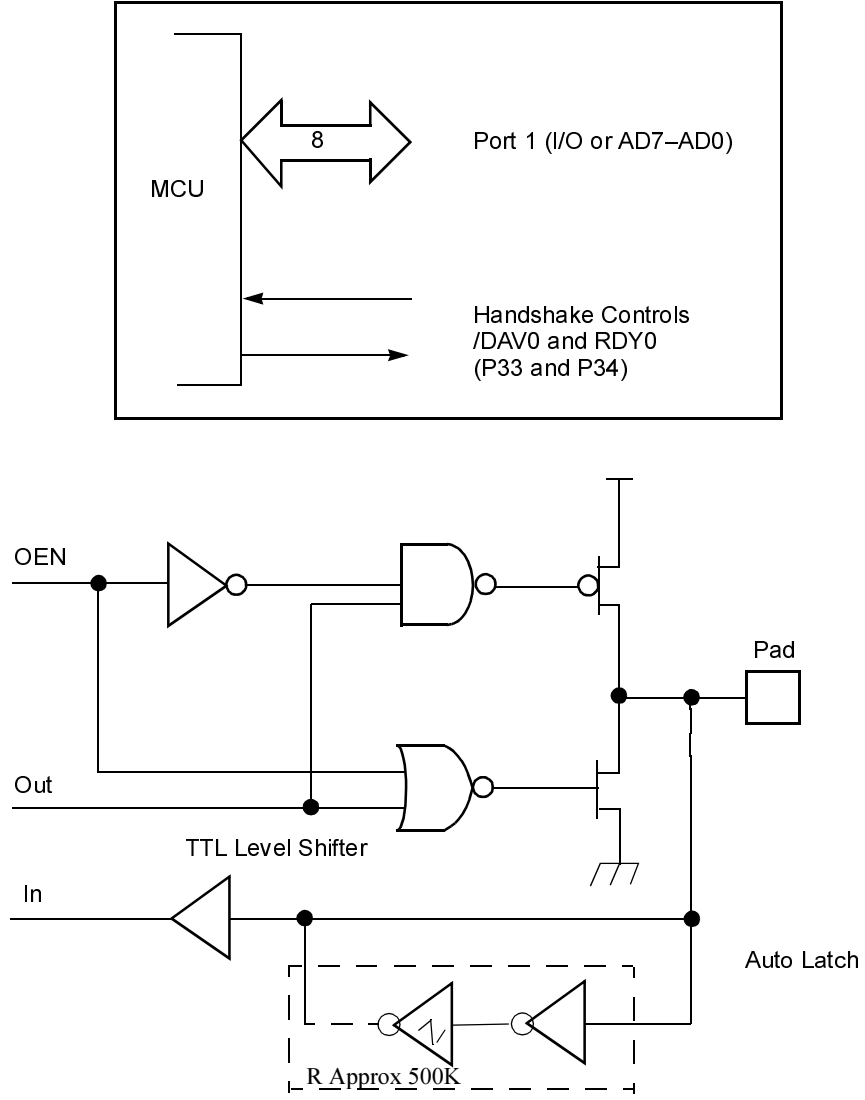 8
Port 1 (I/O or AD7–AD0)
MCU
Handshake Controls
/DAV0 and RDY0
(P33 and P34)
OEN
Pad
Out
TTL Level Shifter
In
Auto Latch
R Approx 500K